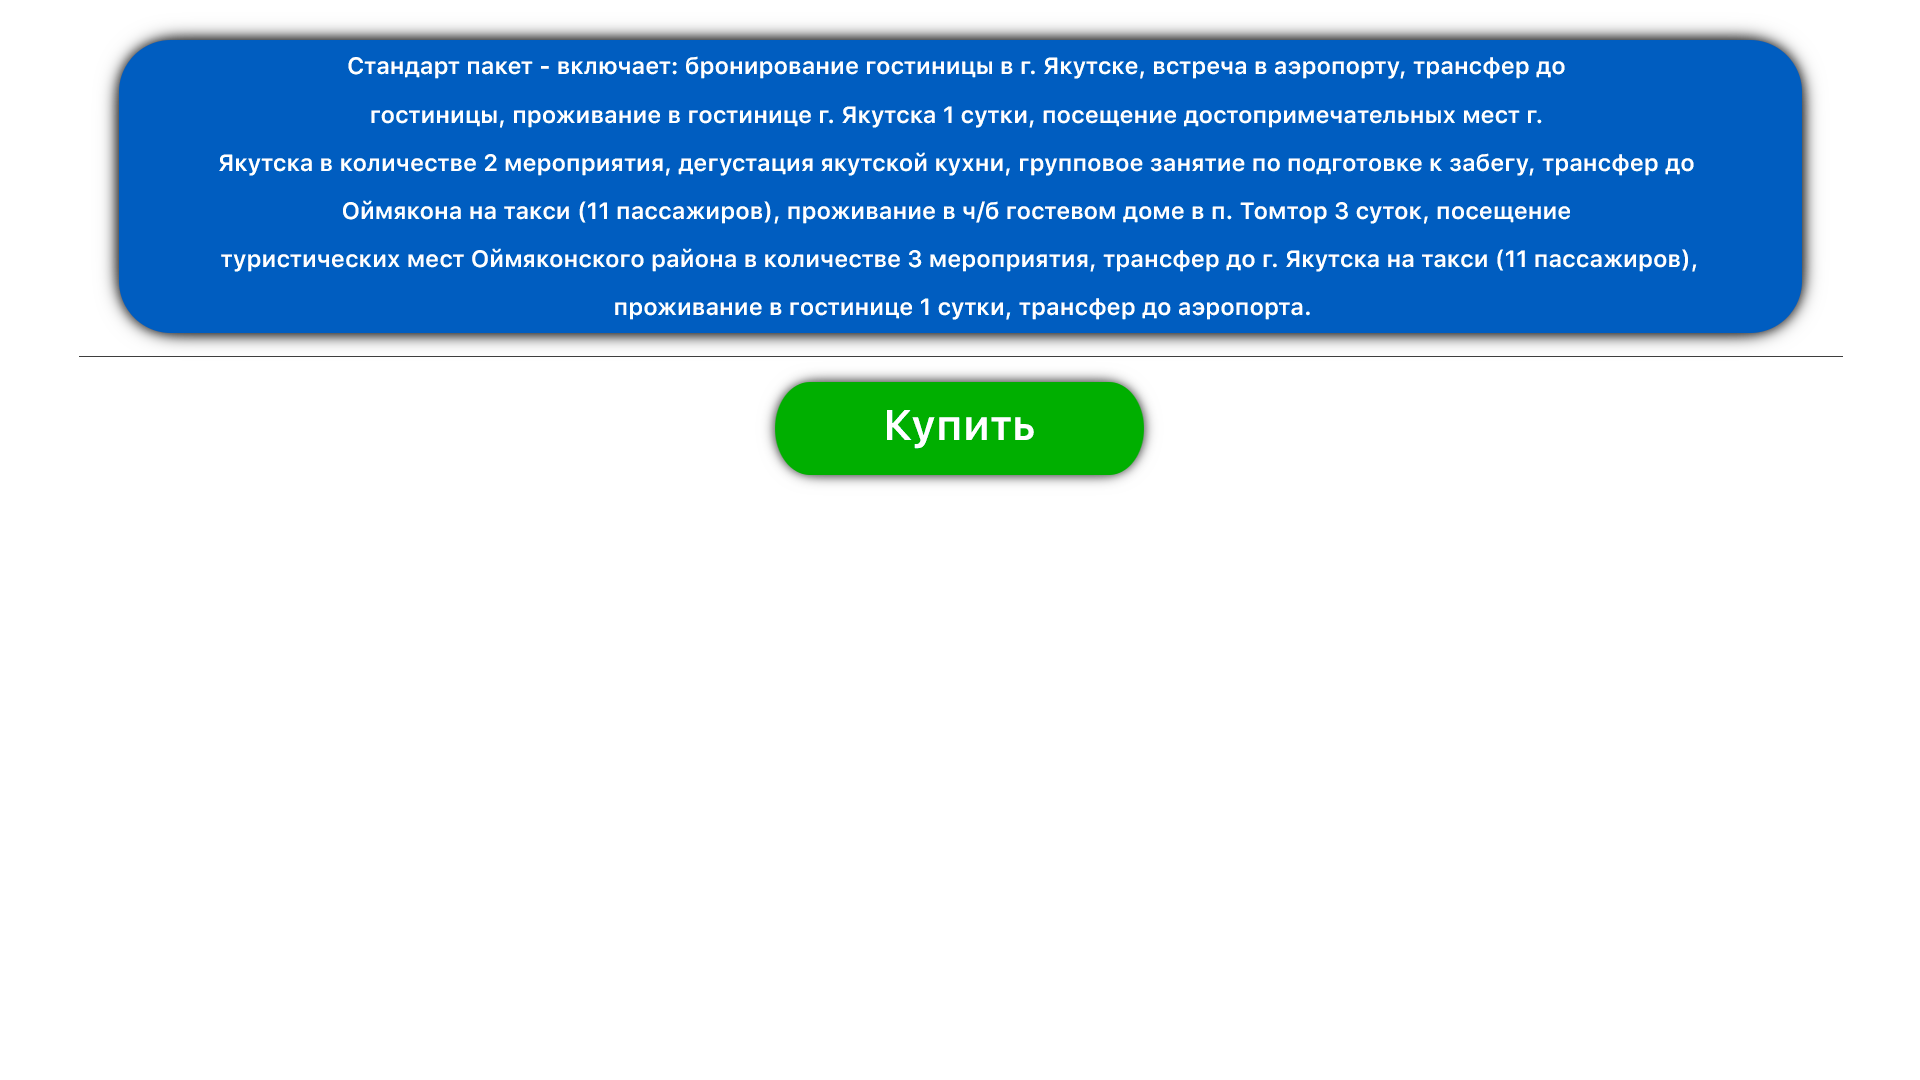 Стандарт пакет - включает: бронирование гостиницы в г. Якутске, встреча в аэропорту, трансфер до
гостиницы, проживание в гостинице г. Якутска 1 сутки, посещение достопримечательных мест г.
Якутска в количестве 2 мероприятия, дегустация якутской кухни, групповое занятие по подготовке к забегу, трансфер до
Оймякона на такси (11 пассажиров), проживание в ч/б гостевом доме в п. Томтор 3 суток, посещение
туристических мест Оймяконского района в количестве 3 мероприятия, трансфер до г. Якутска на такси (11 пассажиров),
проживание в гостинице 1 сутки, трансфер до аэропорта.
Купить